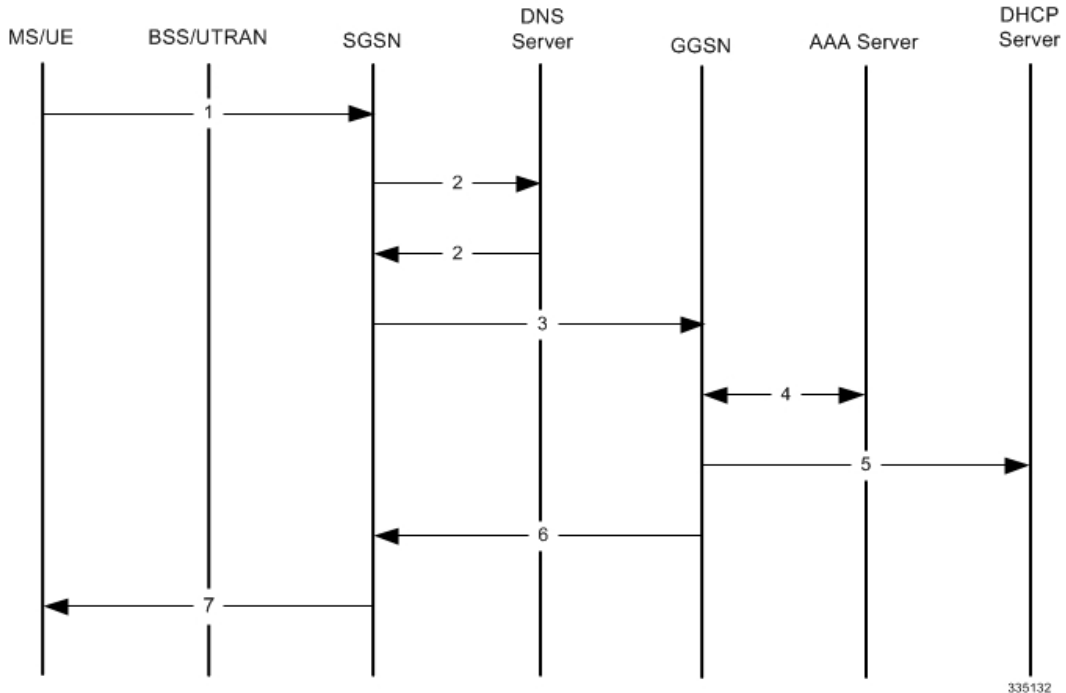 MS/UE
BSS/UTRAN
SGSN
DNS
Server
GGSN
AAA Server
DHCP
Server
1
2
2
3
4
5
6
7
335132